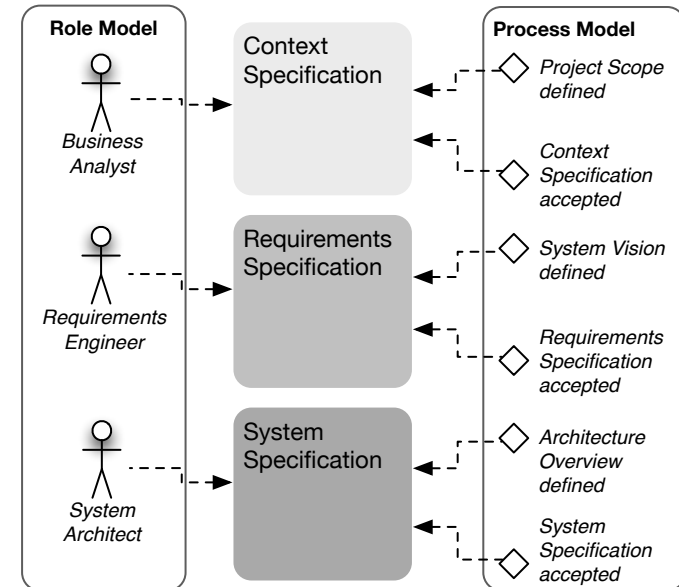 Role Model
Business
Analyst
Requirements
Engineer
System
Architect
Context
Specification
Requirements
Specification
System
Specification
Process Model
Project Scope
defined
Context
Specification
accepted
System Vision
defined
Requirements
Specification
accepted
Architecture
Overview
defined
System
Specification
accepted